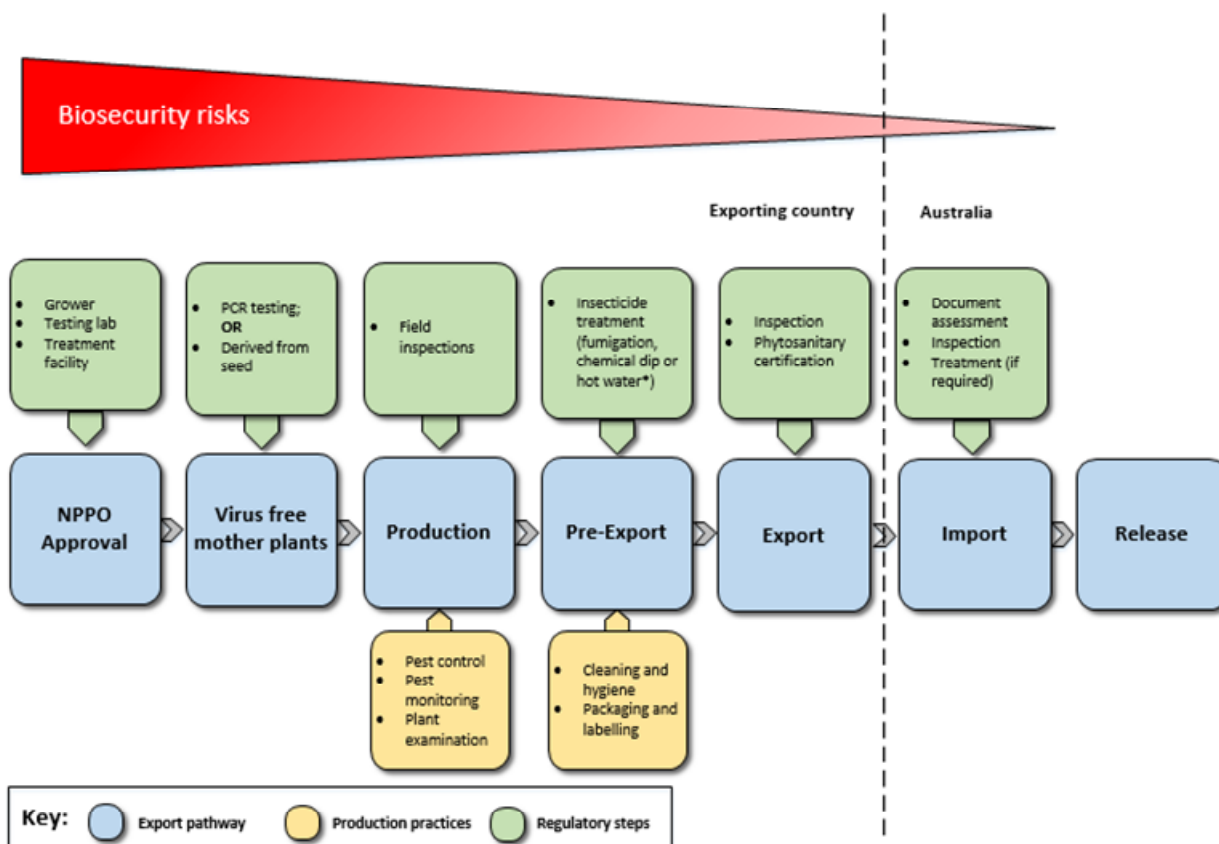 Biosecurity risks
Exporting country
Australia
• Grower
• Testing lab
• Treatment
facility
• PCR testing;
OR
• Derived from
seed
• Field
inspections
• Insecticide
treatment
(fumigation,
chemical dip or
hot water*)
• Inspection
• Phytosanitary
certification
• Document
assessment
• Inspection
• Treatment (if
required)
NPPO
Approval
Virus free
mother plants
Production
Pre-Export
Export
Import
Release
• Pest control
• Pest
monitoring
• Plant
examination
• Cleaning and
hygiene
• Packaging and
labelling
Key:
Export pathway
Production practices
Regulatory steps